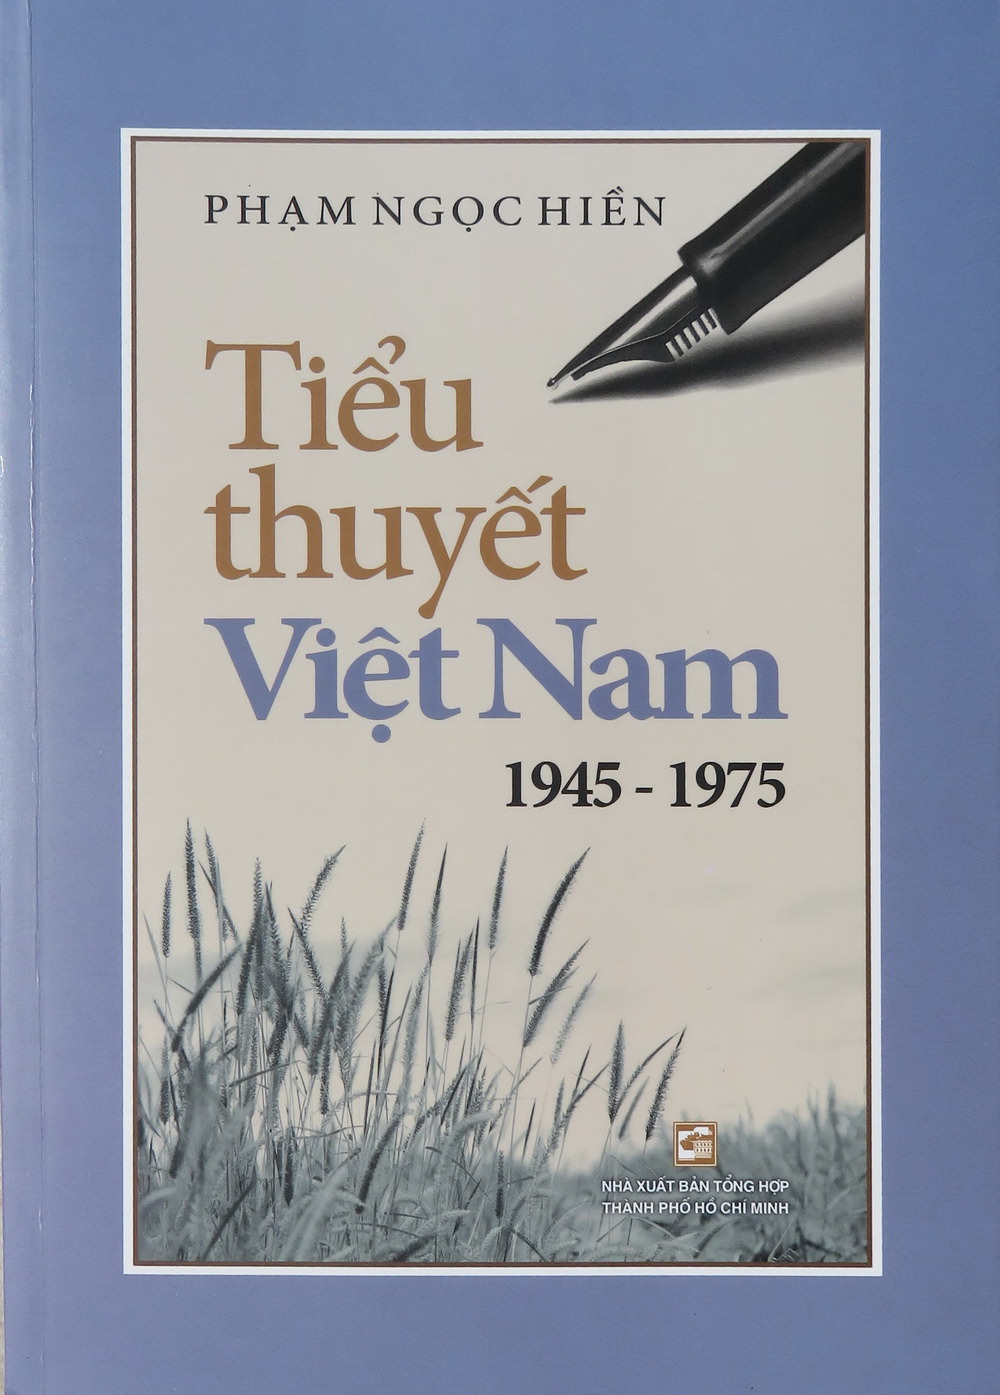 PHẠM NGỌC HIỀN
Tiểu
thuyết
Việt Nam
1945 - 1975
NHÀ XUẤT BẢN TỔNG HỢP
THÀNH PHỐ HỒ CHÍ MINH